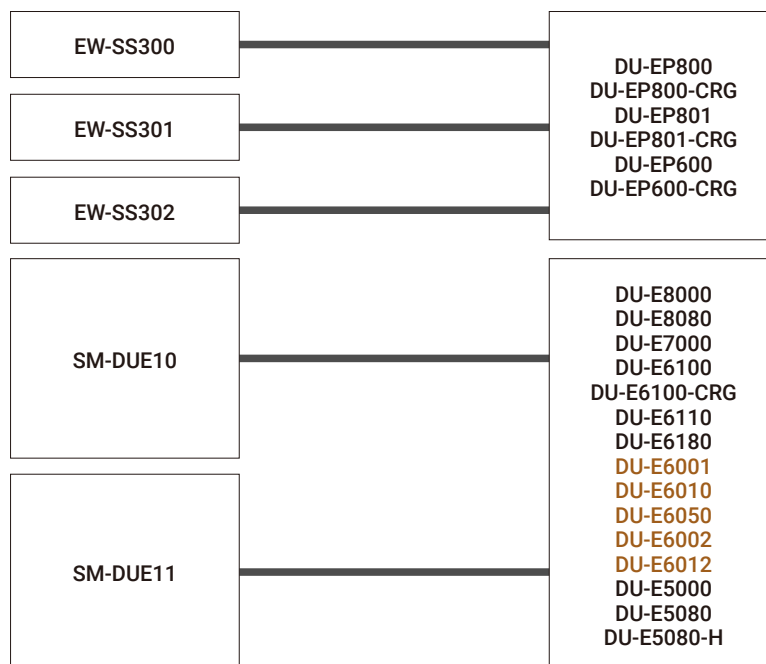 EW-SS300
EW-SS301
EW-SS302
DU-EP800
DU-EP800-CRG
DU-EP801
DU-EP801-CRG
DU-EP600
DU-EP600-CRG
SM-DUE10
SM-DUE11
DU-E8000
DU-E8080
DU-E7000
DU-E6100
DU-E6100-CRG
DU-E6110
DU-E6180
DU-E6001
DU-E6010
DU-E6050
DU-E6002
DU-E6012
DU-E5000
DU-E5080
DU-E5080-H